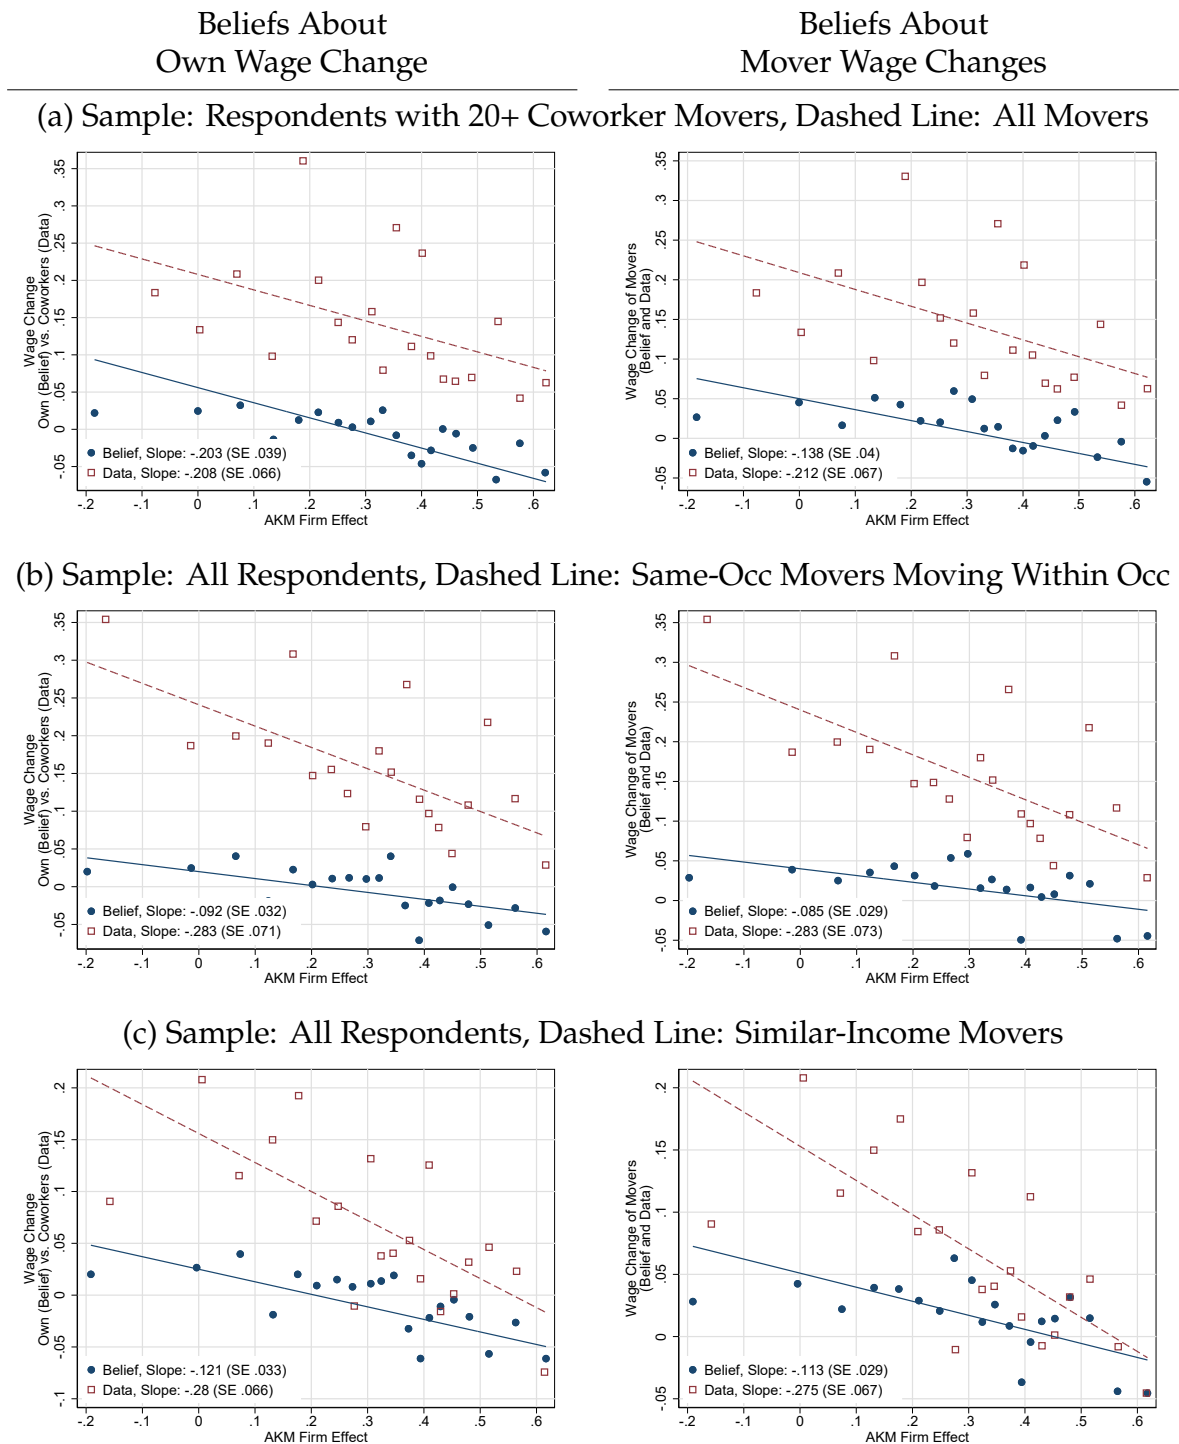 Beliefs About
Own Wage Change
Beliefs About
Mover Wage Changes
(a) Sample: Respondents with 20+ Coworker Movers, Dashed Line: All Movers
Wage Change
Own (Belief) vs. Coworkers (Data)
.35
.3
.25
.2
.15
.1
.05
0
-.05
Belief, Slope: -.203 (SE .039)
Data, Slope: -.208 (SE .066)
-.2 -.1 0 .1 .2 .3 .4 .5 .6
AKM Firm Effect
Wage Change of Movers
(Belief and Data)
.35
.3
.25
.2
.15
.1
.05
0
-.05
Belief, Slope: -.138 (SE .04)
Data, Slope: -.212 (SE .067)
-.2 -.1 0 .1 .2 .3 .4 .5 .6
AKM Firm Effect
(b) Sample: All Respondents, Dashed Line: Same-Occ Movers Moving Within Occ
Wage Change
Own (Belief) vs. Coworkers (Data)
.35
.3
.25
.2
.15
.1
.05
0
-.05
Belief, Slope: -.092 (SE .032)
Data, Slope: -.283 (SE .071)
-.2 -.1 0 .1 .2 .3 .4 .5 .6
AKM Firm Effect
Wage Change of Movers
(Belief and Data)
.35
.3
.25
.2
.15
.1
.05
0
-.05
Belief, Slope: -.085 (SE .029)
Data, Slope: -.283 (SE .073)
-.2 -.1 0 .1 .2 .3 .4 .5 .6
AKM Firm Effect
(c) Sample: All Respondents, Dashed Line: Similar-Income Movers
Wage Change
Own (Belief) vs. Coworkers (Data)
.2
.15
.1
.05
0
-.05
-.1
Belief, Slope: -.121 (SE .033)
Data, Slope: -.28 (SE .066)
-.2 -.1 0 .1 .2 .3 .4 .5 .6
AKM Firm Effect
Wage Change of Movers
(Belief and Data)
.2
.15
.1
.05
0
-.05
Belief, Slope: -.113 (SE .029)
Data, Slope: -.275 (SE .067)
-.2 -.1 0 .1 .2 .3 .4 .5 .6
AKM Firm Effect